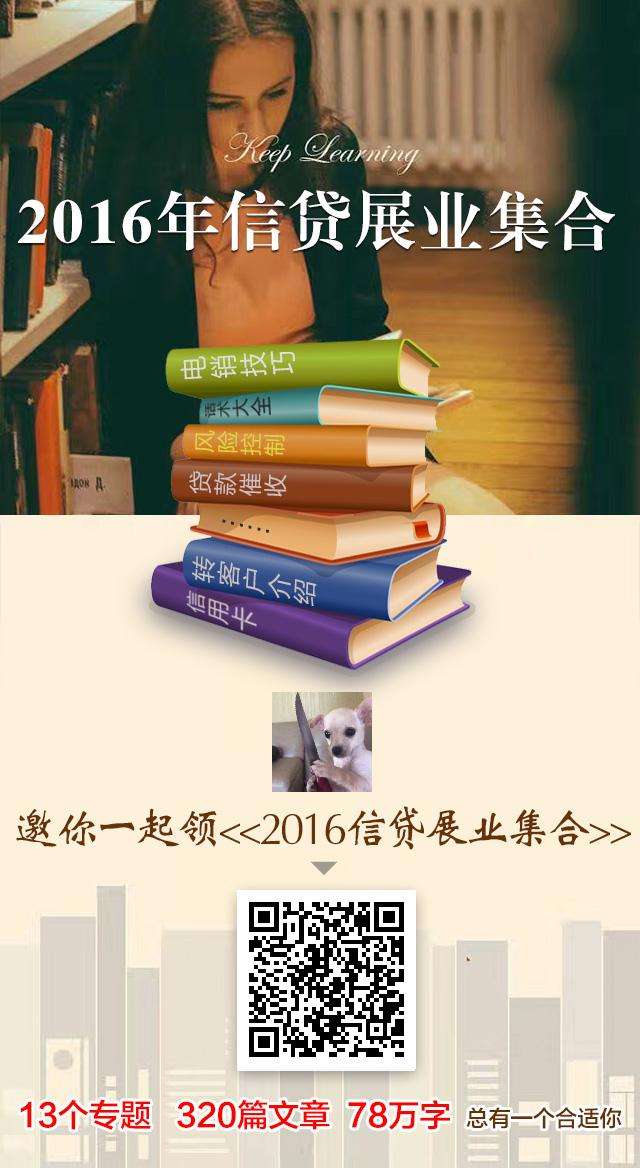 Keep Learning
2016年信贷展业集合
电销技巧
话术大全
风险控制
贷款催收
······
转客户介绍
信用卡
邀你一起领<<2016信贷展业集合>>
13个专题 320篇文章 78万字 总有一个合适你